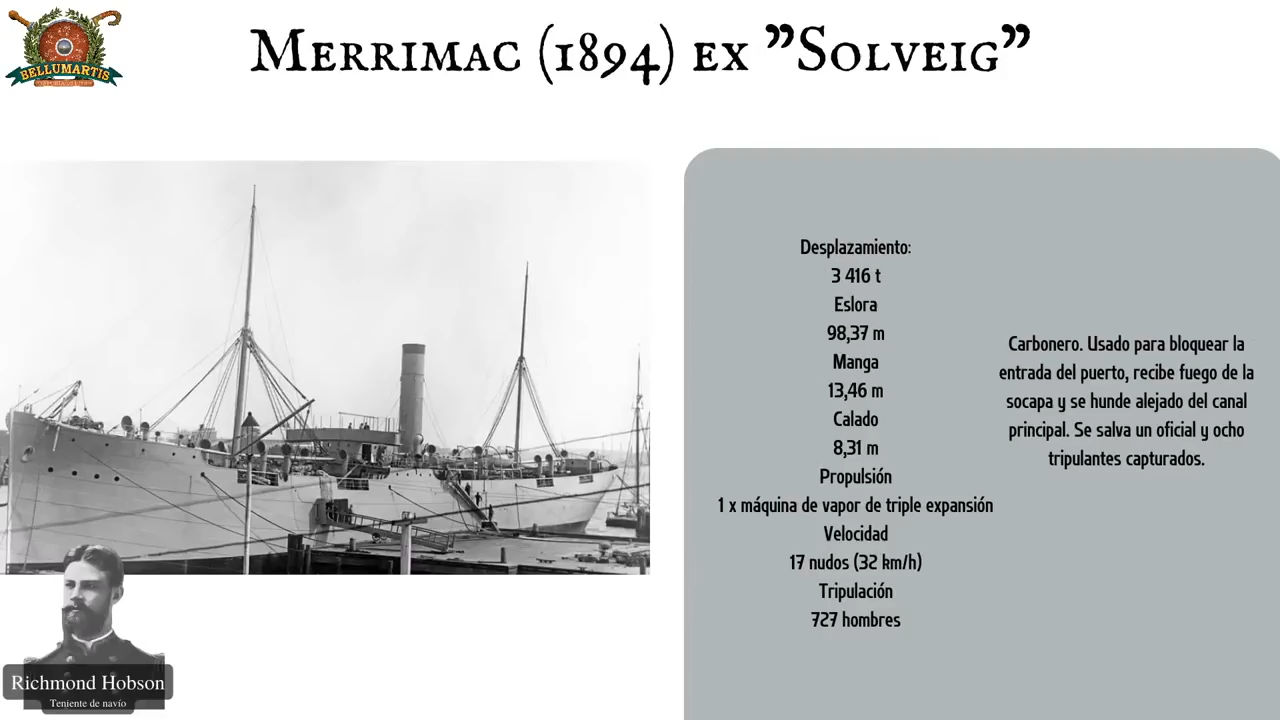 BELLUMARTIS
Merrimac (1894) ex ”Solveig”
Desplazamiento:
3 416 t
Eslora
98,37 m
Manga
13,46 m
Calado
8,31 m
Propulsión
1 x máquina de vapor de triple expansión
Velocidad
17 nudos (32 km/h)
Tripulación
727 hombres
Carbonero. Usado para bloquear la
entrada del puerto, recibe fuego de la
socapa y se hunde alejado del canal
principal. Se salva un oficial y ocho
tripulantes capturados.
Richmond Hobson
Teniente de navío